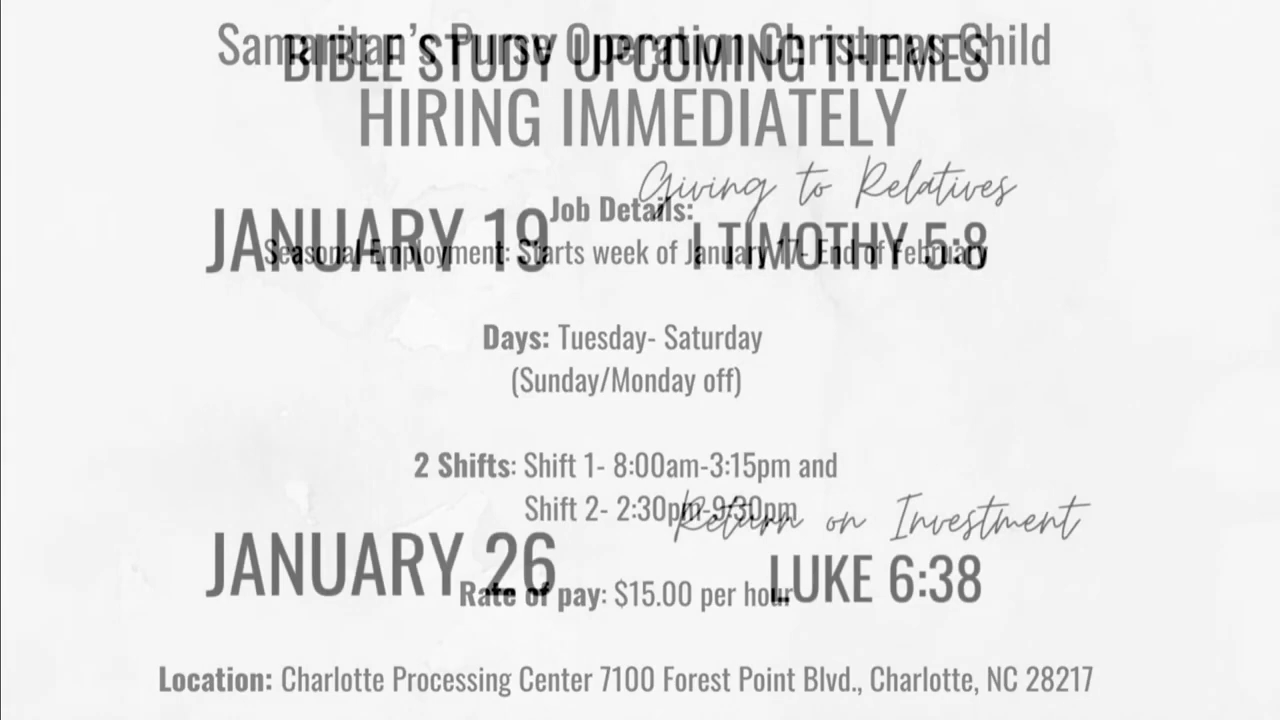 Samaritan's Purse Operation Christmas Child
BIBLE STUDY UPCOMING THEMES
HIRING IMMEDIATELY
Giving to Relatives
Job Details:
JANUARY 19
I TIMOTHY 5:8
Seasonal Employment: Starts week of January 17- End of February
Days: Tuesday- Saturday
(Sunday/Monday off)
2 Shifts: Shift 1- 8:00am-3:15pm and
Shift 2- 2:30pm-9:30pm
Return on Investment
JANUARY 26
LUKE 6:38
Rate of pay: $15.00 per hour
Location: Charlotte Processing Center 7100 Forest Point Blvd., Charlotte, NC 28217